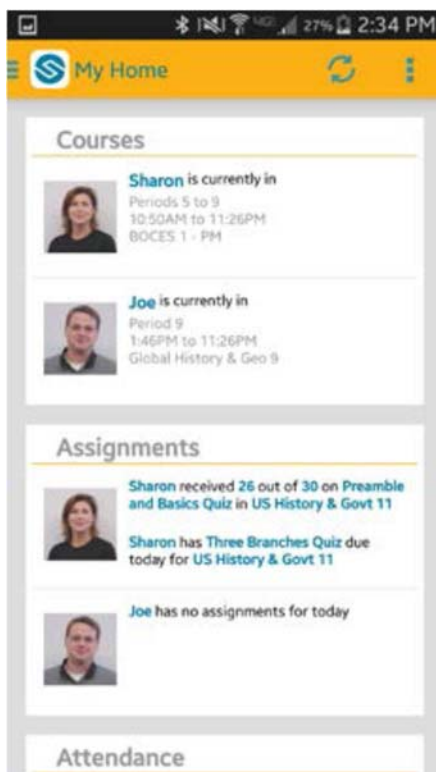 27% 2:34 PM
My Home
Courses
Sharon is currently in
Periods 5 to 9
10:50AM to 11:26PM
BOCES 1 - PM
Joe is currently in
Period 9
1:46PM to 11:26PM
Global History & Geo 9
Assignments
Sharon received 26 out of 30 on Preamble
and Basics Quiz in US History & Govt 11
Sharon has Three Branches Quiz due
today for US History & Govt 11
Joe has no assignments for today
Attendance